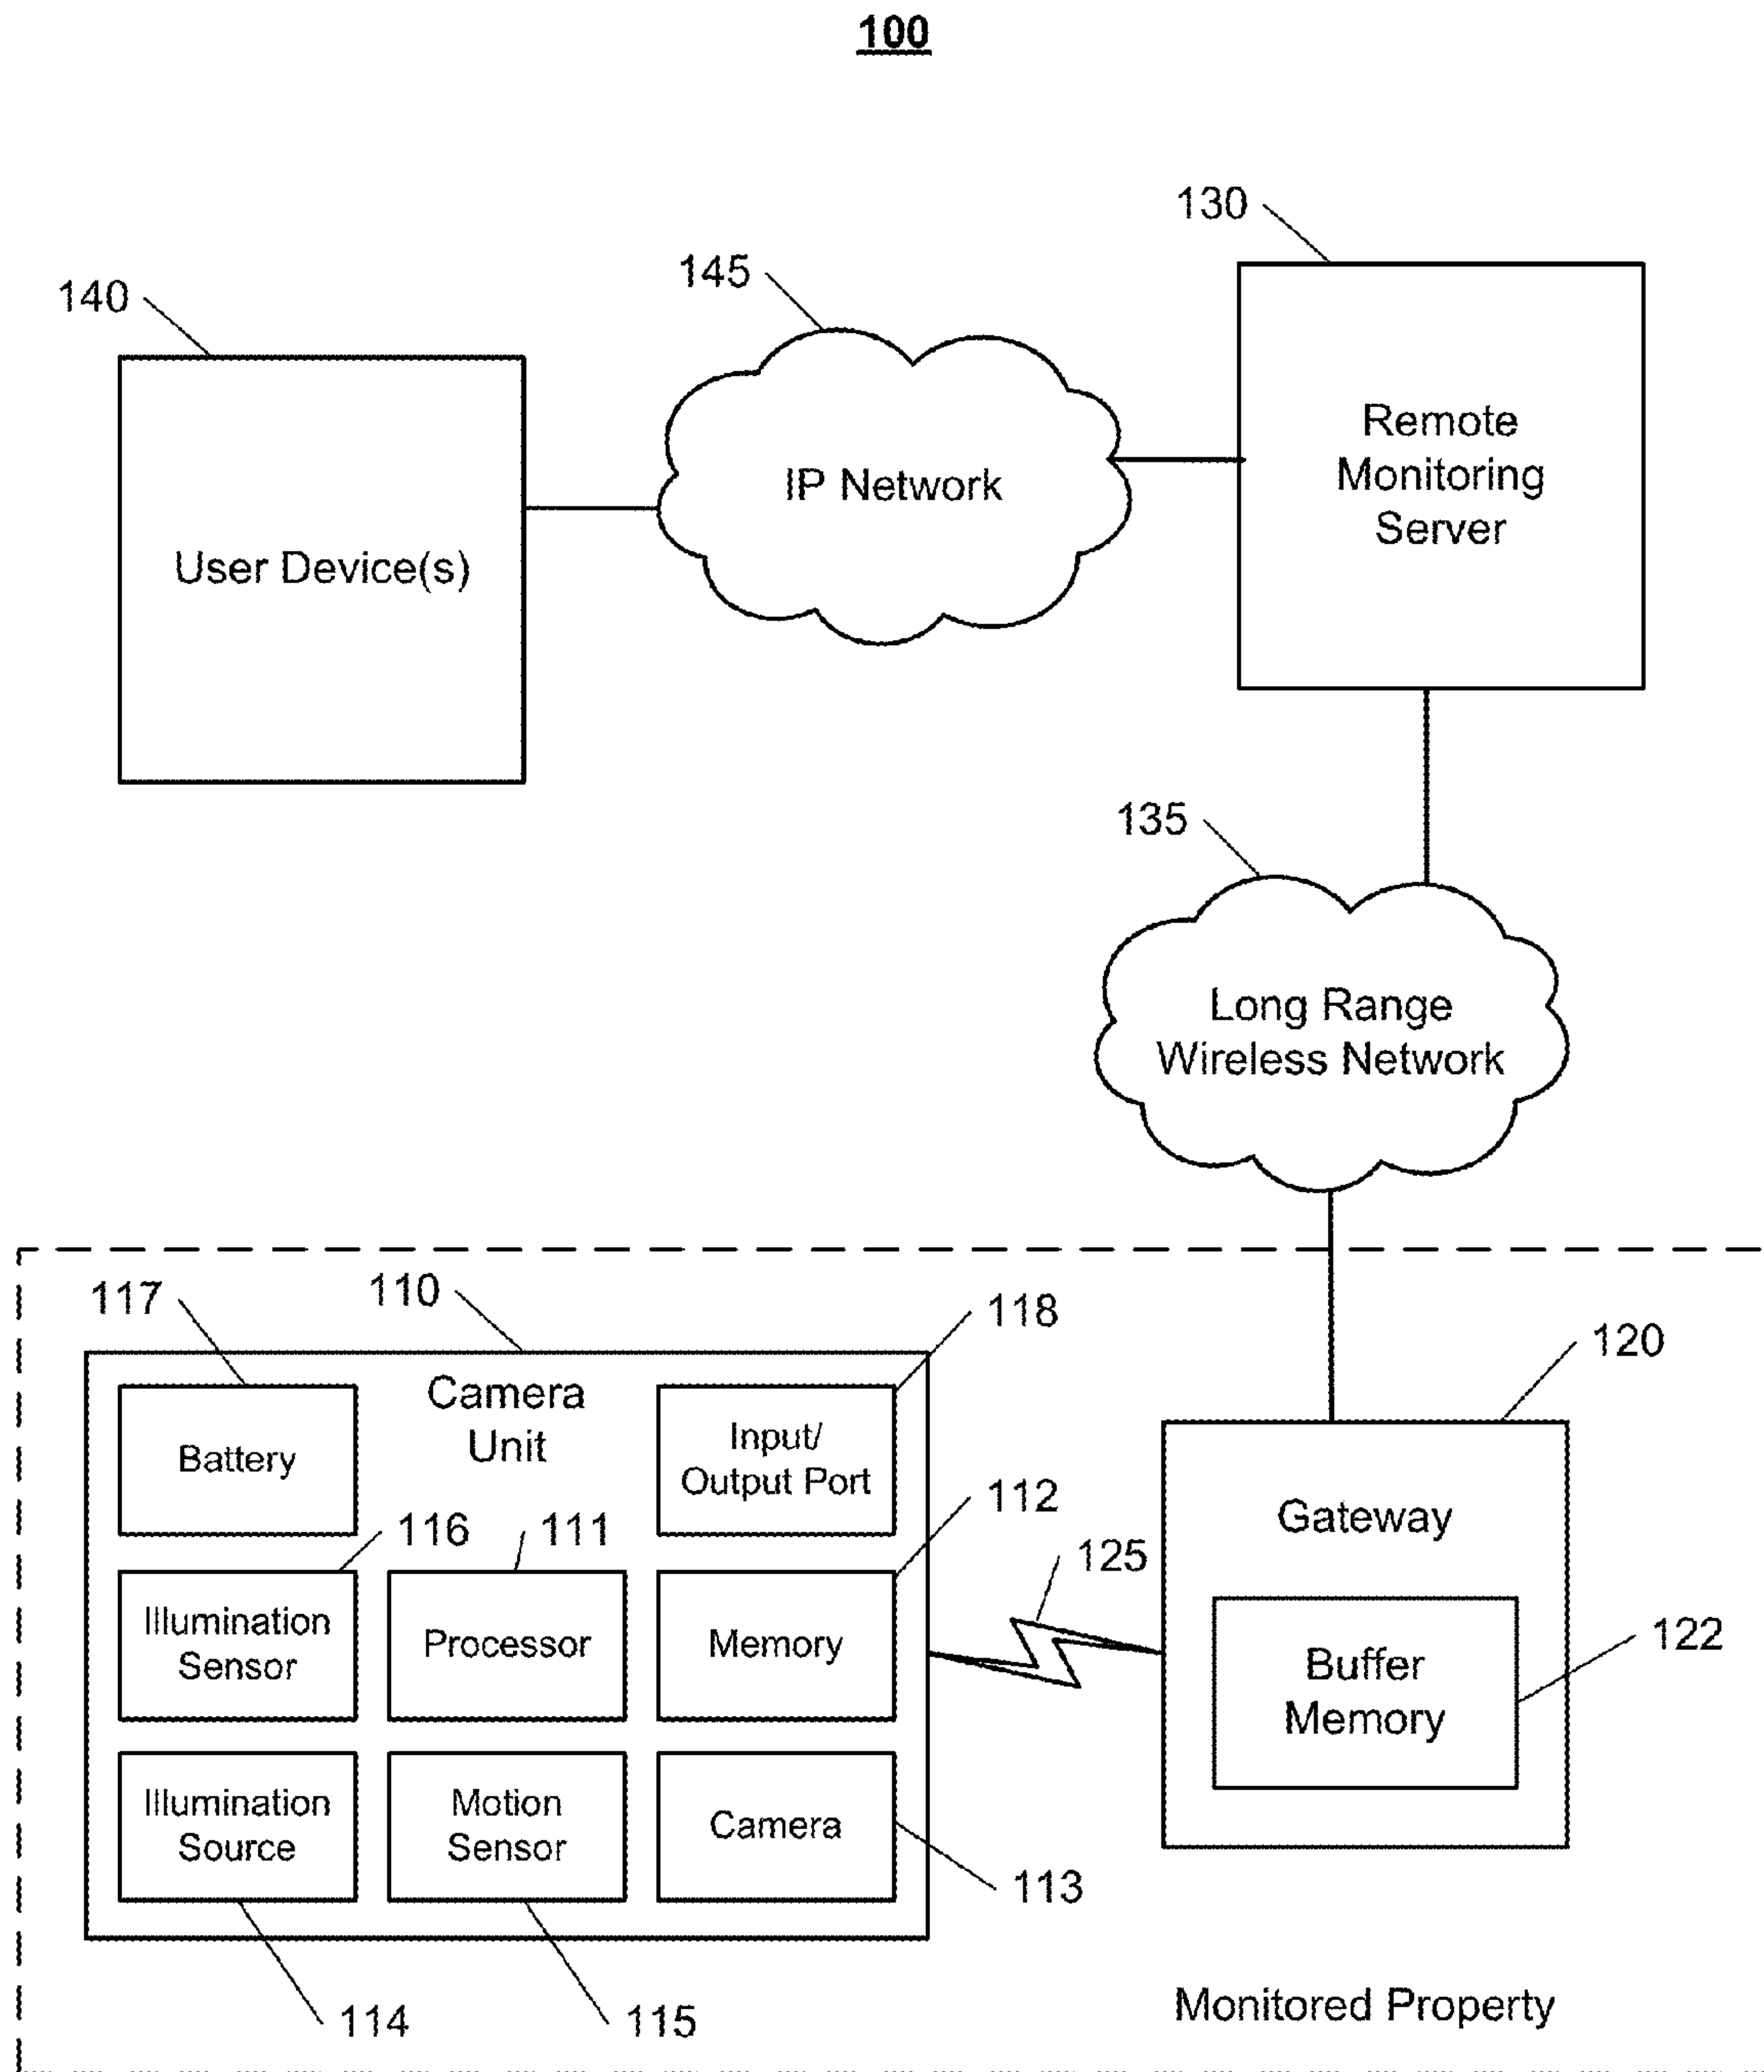 100
130
145
140
Remote
Monitoring
Server
IP Network
User Device(s)
135
Long Range
Wireless Network
117
110
118
120
Camera
Unit
Battery
Input/
Output Port
Gateway
116
111
112
125
Illumination
Sensor
Processor
Memory
Buffer
Memory
122
Illumination
Source
Motion
Sensor
Camera
113
114
115
Monitored Property